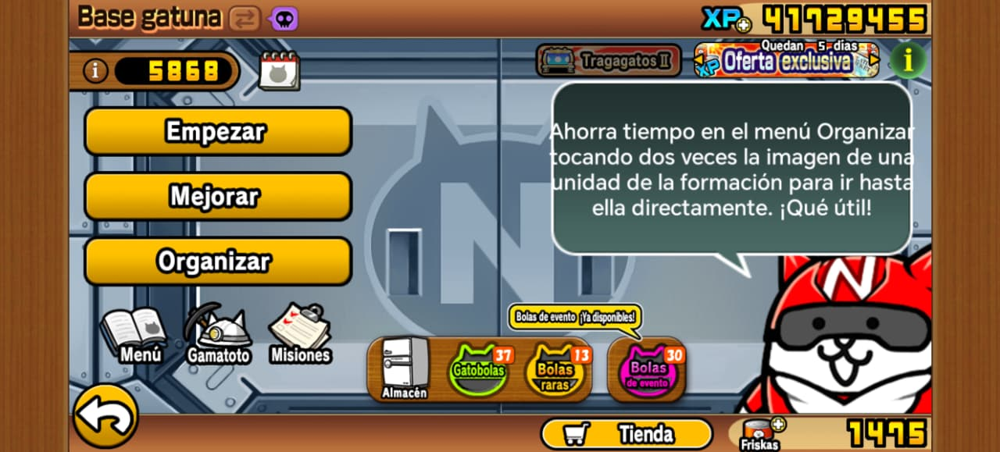 Base gatuna
XP 41729455
5868
Tragagatos II
Quedan 5 días
XP Oferta exclusiva
i
Empezar
Ahorra tiempo en el menú Organizar
tocando dos veces la imagen de una
unidad de la formación para ir hasta
ella directamente. ¡Qué útil!
Mejorar
Organizar
N
N
Bolas de evento ¡Ya disponibles!
Menú
Gamatoto
Misiones
Almacén
Gatobolas 37
Bolas raras 13
Bolas de evento 30
Tienda
Friskas
1475